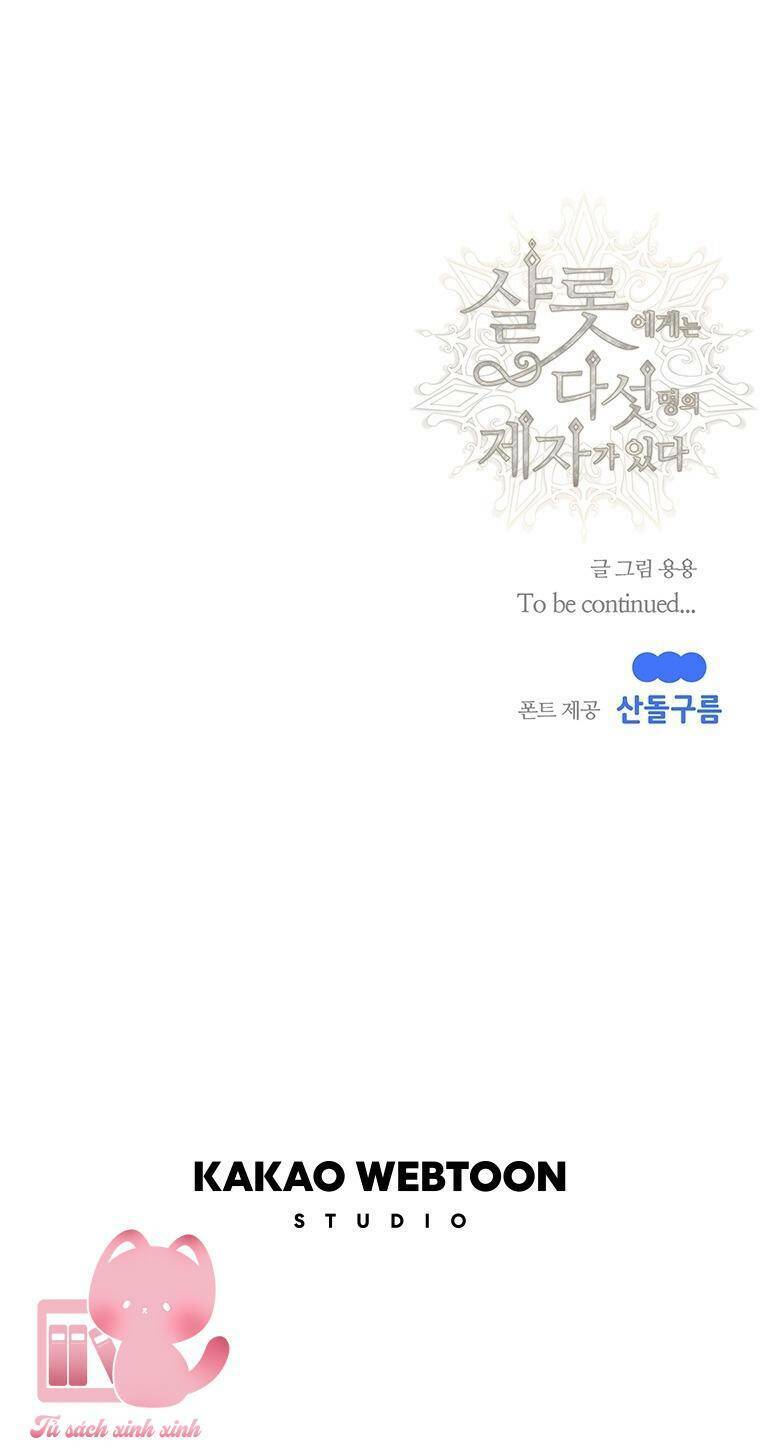 샬롯에게는
다섯명의
제자가 있다
글 그림 용용
To be continued...
폰트 제공 산돌구름
KAKAO WEBTOON
STUDIO
Tủ sách xinh xinh